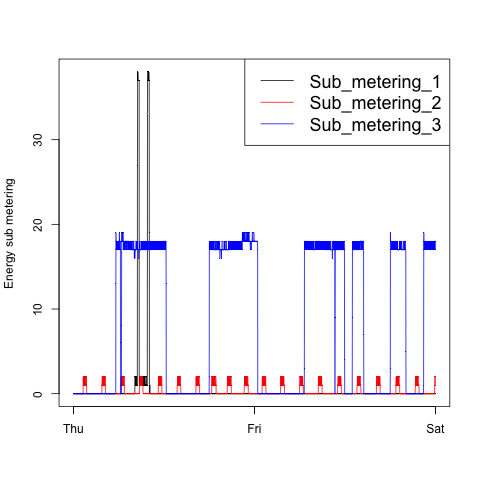 Sub_metering_1
Sub_metering_2
Sub_metering_3
Energy sub metering
30
20
10
0
Thu
Fri
Sat